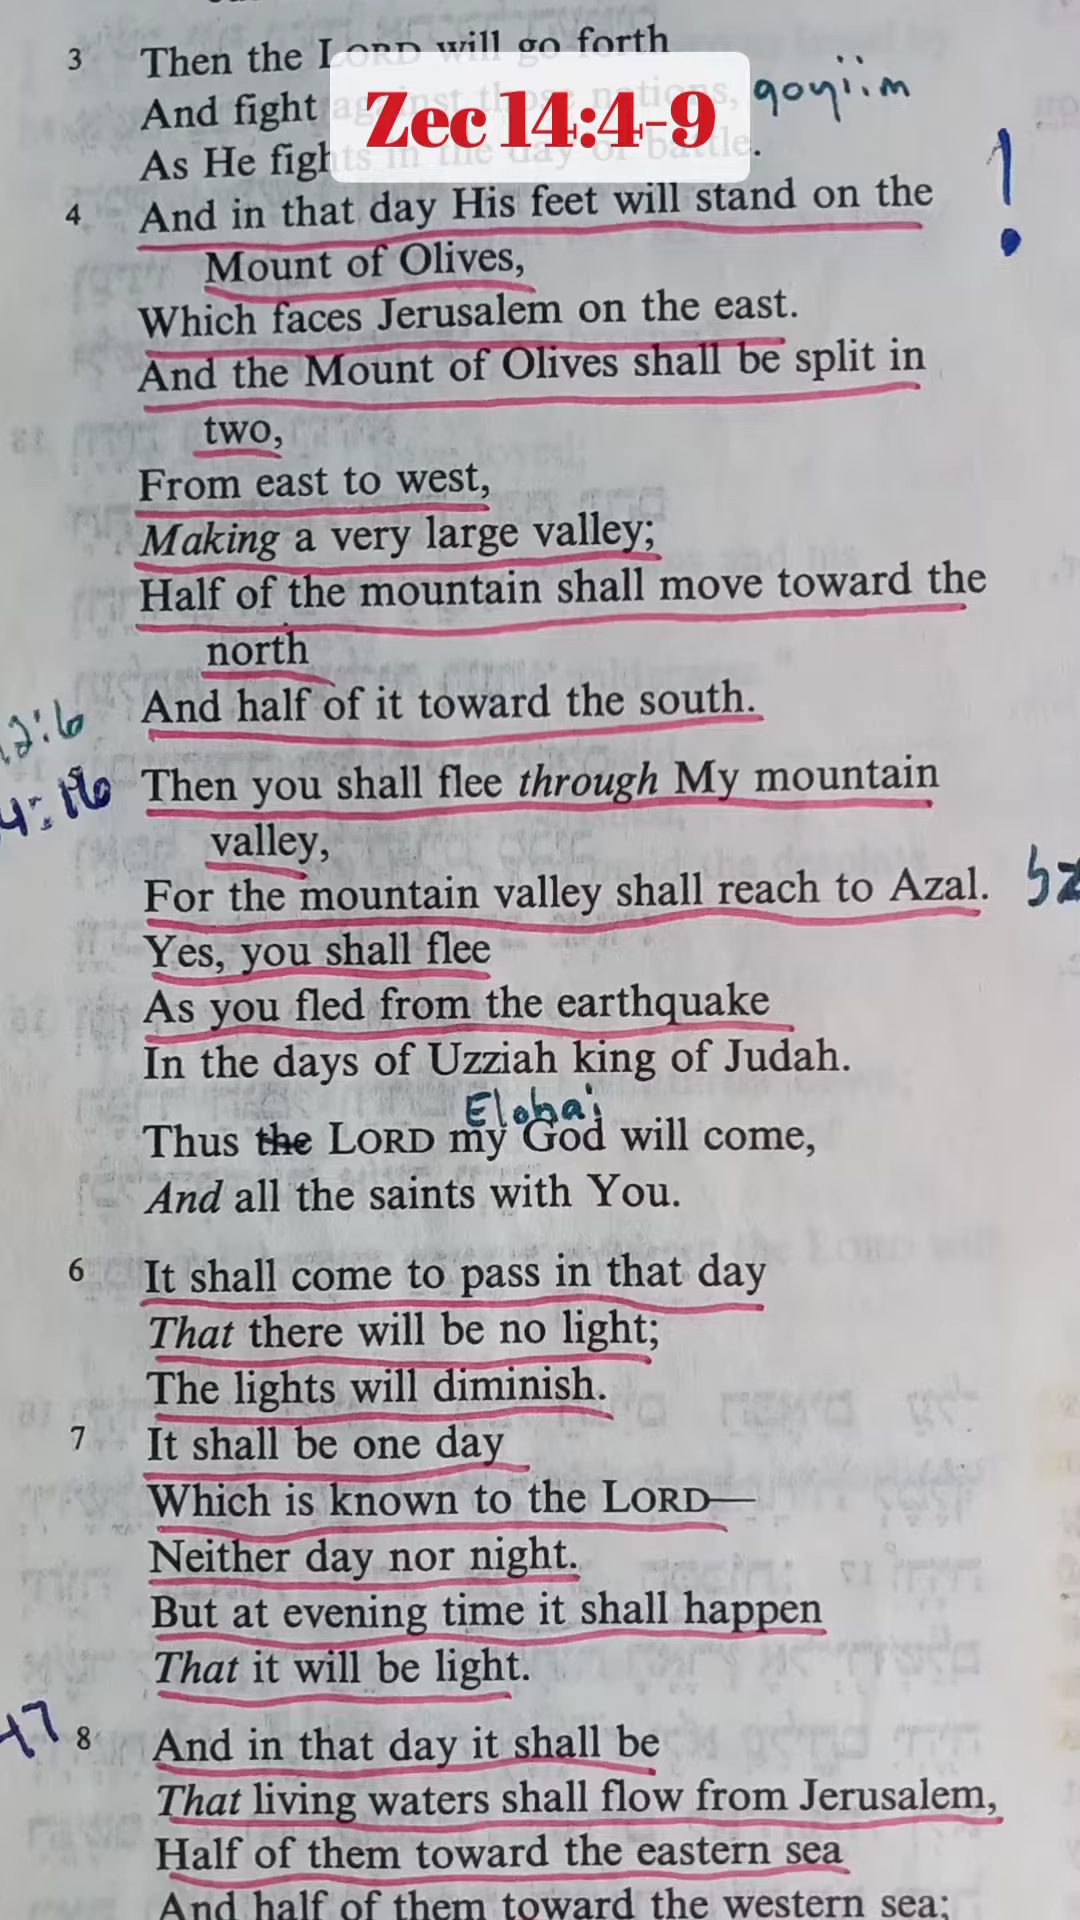 3 Then the LORD will go forth
And fight against those nations, goyiim
As He fights in the day of battle.
Zec 14:4-9
4 And in that day His feet will stand on the
Mount of Olives,
Which faces Jerusalem on the east.
And the Mount of Olives shall be split in
two,
From east to west,
Making a very large valley;
Half of the mountain shall move toward the
north
And half of it toward the south.
Then you shall flee through My mountain
valley,
For the mountain valley shall reach to Azal.
Yes, you shall flee
As you fled from the earthquake
In the days of Uzziah king of Judah.
Elohai
Thus the LORD my God will come,
And all the saints with You.
6 It shall come to pass in that day
That there will be no light;
The lights will diminish.
7 It shall be one day
Which is known to the LORD—
Neither day nor night.
But at evening time it shall happen
That it will be light.
47
8 And in that day it shall be
That living waters shall flow from Jerusalem,
Half of them toward the eastern sea
And half of them toward the western sea;